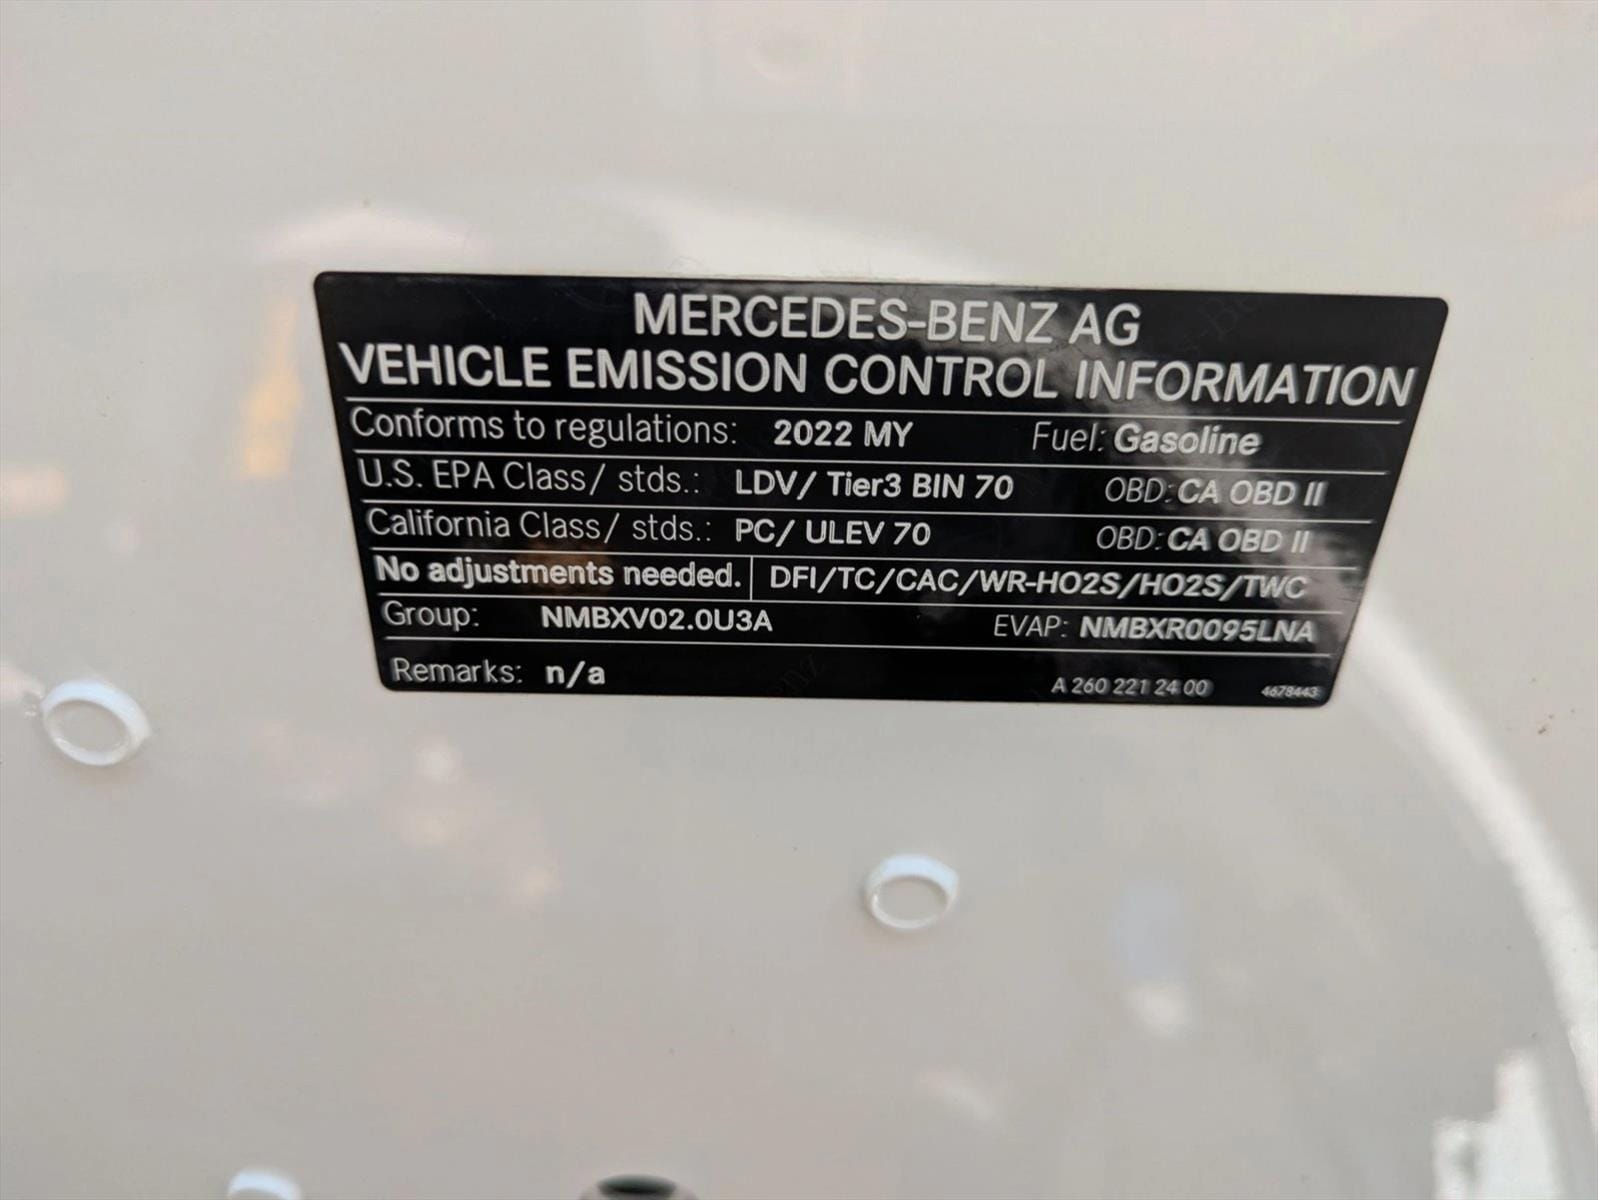 MERCEDES-BENZ AG
VEHICLE EMISSION CONTROL INFORMATION
Conforms to regulations: 2022 MY Fuel: Gasoline
U.S. EPA Class/ stds.: LDV/ Tier3 BIN 70 OBD: CA OBD II
California Class/ stds.: PC/ ULEV 70 OBD: CA OBD II
No adjustments needed. DFI/TC/CAC/WR-HO2S/HO2S/TWC
Group: NMBXV02.0U3A EVAP: NMBXR0095LNA
Remarks: n/a A 260 221 24 00 4678443